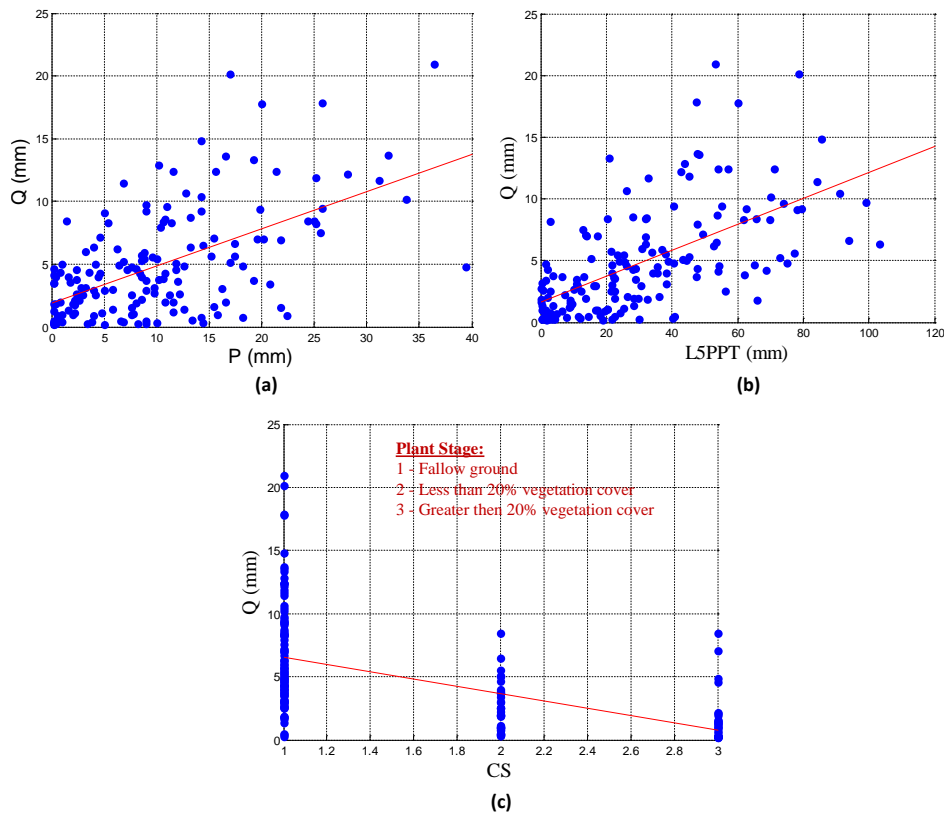 25
20
15
10
5
0
Q (mm)
0 5 10 15 20 25 30 35 40
P (mm)
(a)
25
20
15
10
5
0
Q (mm)
0 20 40 60 80 100 120
L5PPT (mm)
(b)
25
20
15
10
5
0
Q (mm)
Plant Stage:
1 - Fallow ground
2 - Less than 20% vegetation cover
3 - Greater then 20% vegetation cover
1 1.2 1.4 1.6 1.8 2 2.2 2.4 2.6 2.8 3
CS
(c)